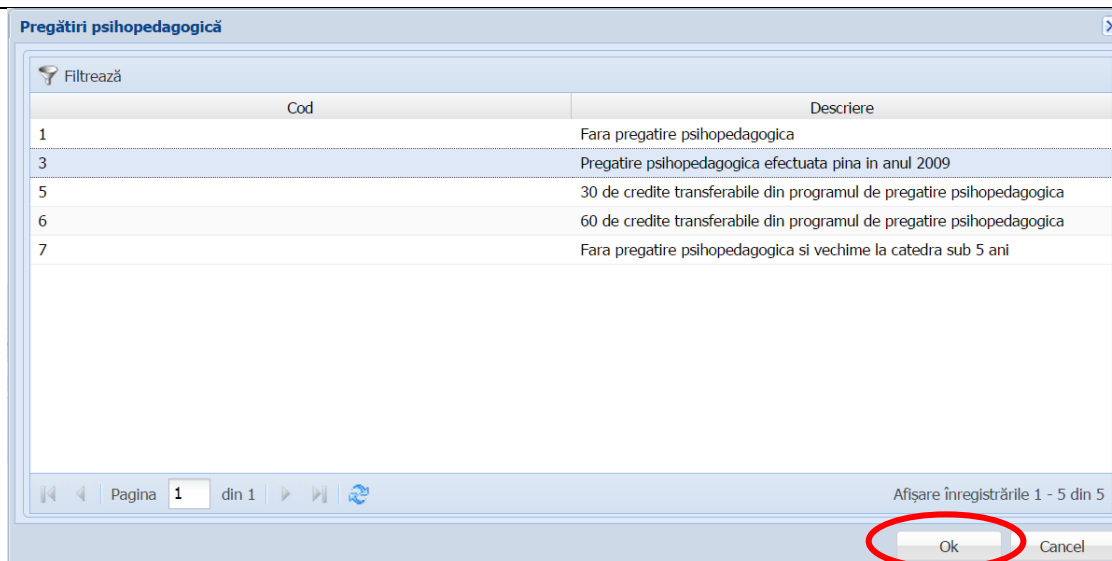 Pregătiri psihopedagogică
Filtrează
Cod Descriere
1 Fara pregatire psihopedagogica
3 Pregatire psihopedagogica efectuata pina in anul 2009
5 30 de credite transferabile din programul de pregatire psihopedagogica
6 60 de credite transferabile din programul de pregatire psihopedagogica
7 Fara pregatire psihopedagogica si vechime la catedra sub 5 ani
Pagina 1 din 1 Afișare înregistrările 1 - 5 din 5
Ok Cancel